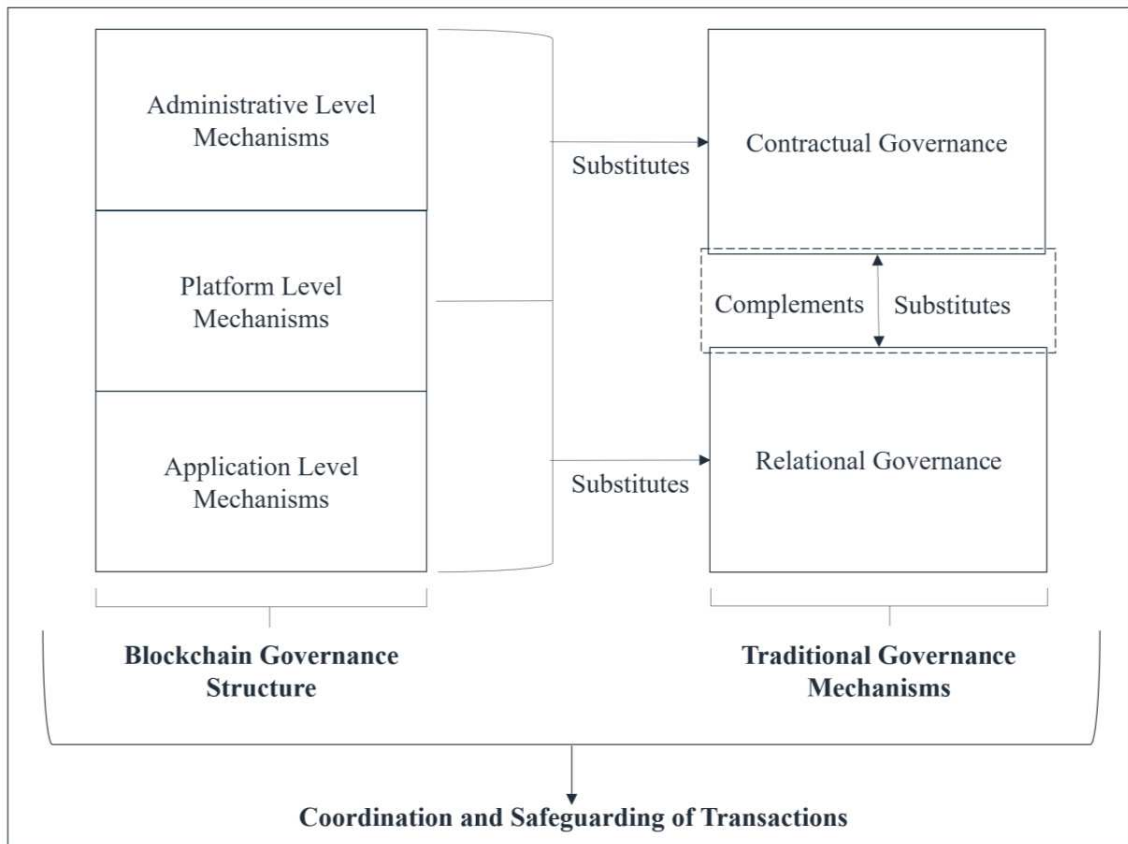 Administrative Level
Mechanisms
Platform Level
Mechanisms
Application Level
Mechanisms
Substitutes
Substitutes
Contractual Governance
Complements
Substitutes
Relational Governance
Blockchain Governance
Structure
Traditional Governance
Mechanisms
Coordination and Safeguarding of Transactions